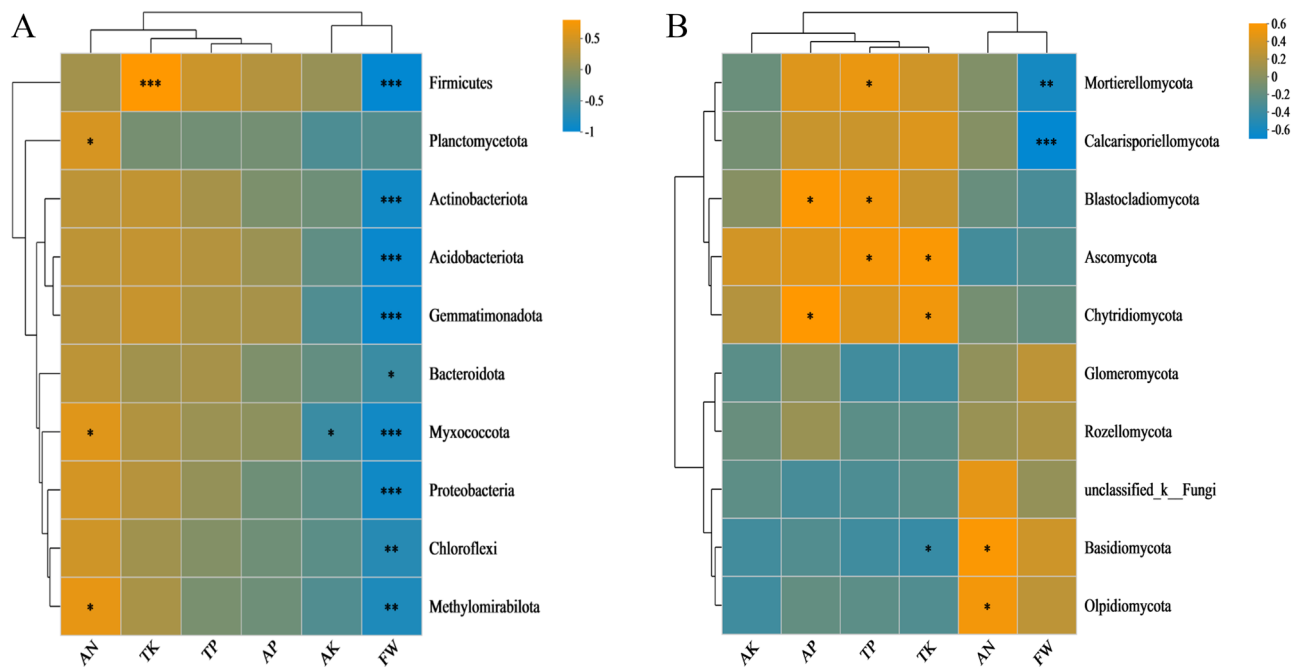 A
B
0.5
0
-0.5
-1
0.6
0.4
0.2
0
-0.2
-0.4
-0.6
*** *** Firmicutes
* Planctomycetota
*** Actinobacteriota
*** Acidobacteriota
*** Gemmatimonadota
* Bacteroidota
* * *** Myxococcota
*** Proteobacteria
** Chloroflexi
* ** Methylomirabilota
AN TK TP AP AK FW
* ** Mortierellomycota
*** Calcarisporiellomycota
* * Blastocladiomycota
* * Ascomycota
* * Chytridiomycota
Glomeromycota
Rozellomycota
unclassified_k__Fungi
* * Basidiomycota
* Olpidiomycota
AK AP TP TK AN FW